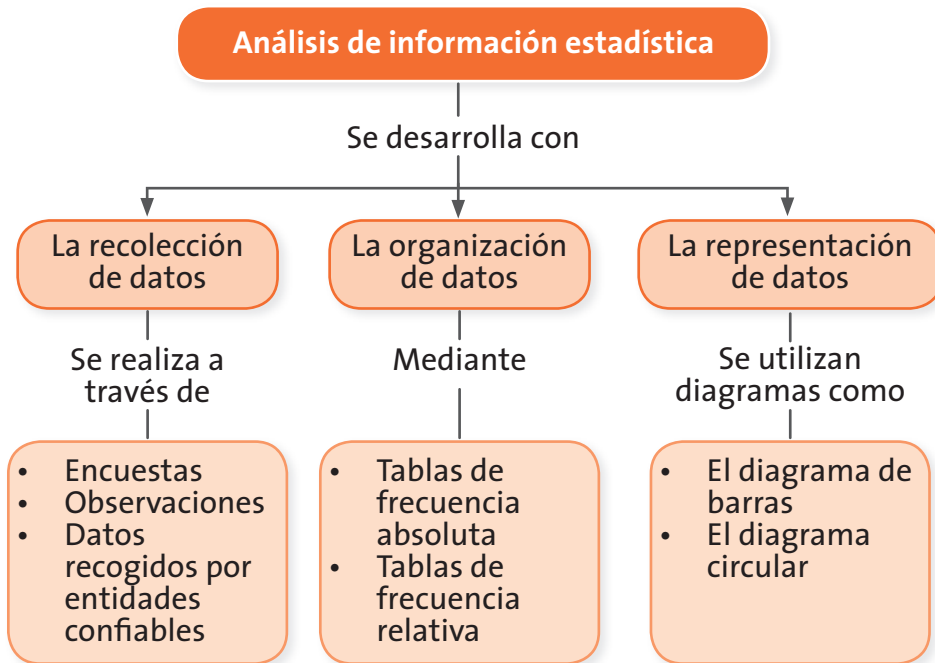 Análisis de información estadística
Se desarrolla con
La recolección
de datos
La organización
de datos
La representación
de datos
Se realiza a
través de
Mediante
Se utilizan
diagramas como
• Encuestas
• Observaciones
• Datos
recogidos por
entidades
confiables
• Tablas de
frecuencia
absoluta
• Tablas de
frecuencia
relativa
• El diagrama de
barras
• El diagrama
circular